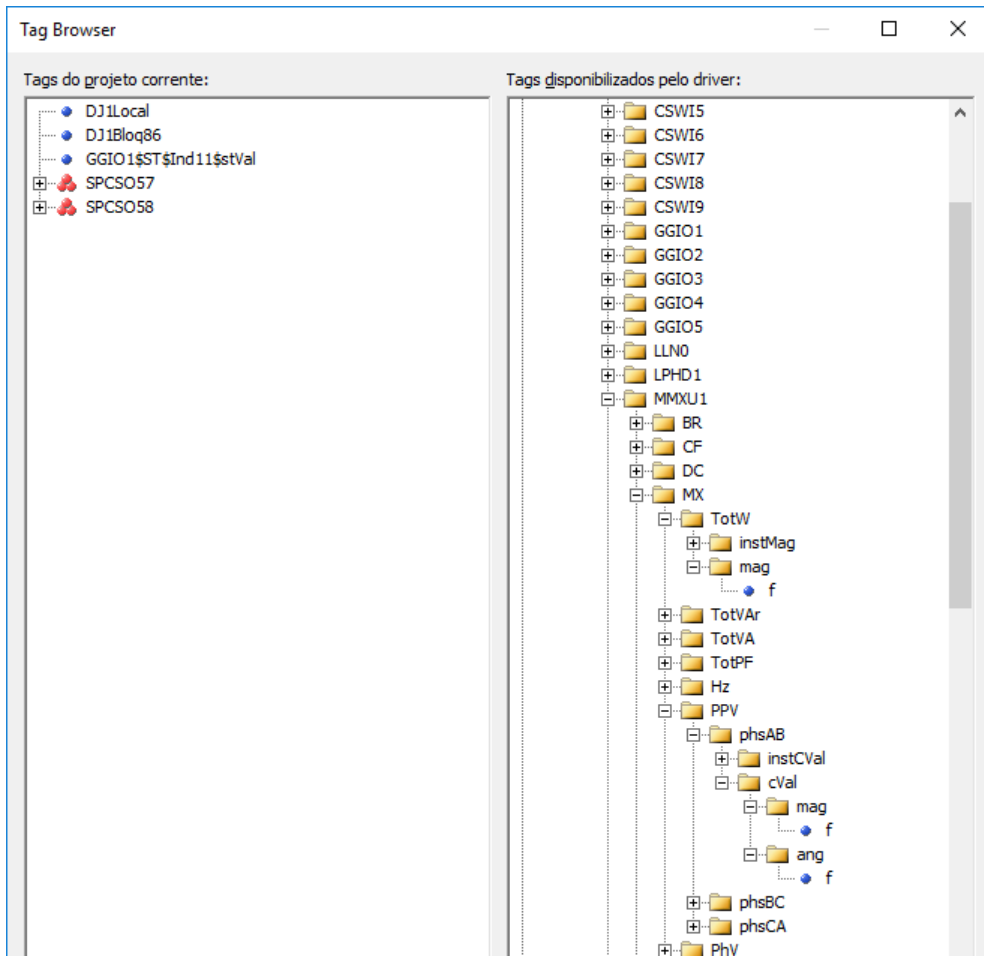 Tag Browser
Tags do projeto corrente:
DJ1Local
DJ1Bloq86
GGIO1$ST$Ind11$stVal
SPCSO57
SPCSO58
Tags disponibilizados pelo driver:
CSWI5
CSWI6
CSWI7
CSWI8
CSWI9
GGIO1
GGIO2
GGIO3
GGIO4
GGIO5
LLN0
LPHD1
MMXU1
BR
CF
DC
MX
TotW
instMag
mag
f
TotVAr
TotVA
TotPF
Hz
PPV
phsAB
instCVal
cVal
mag
f
ang
f
phsBC
phsCA
PhV